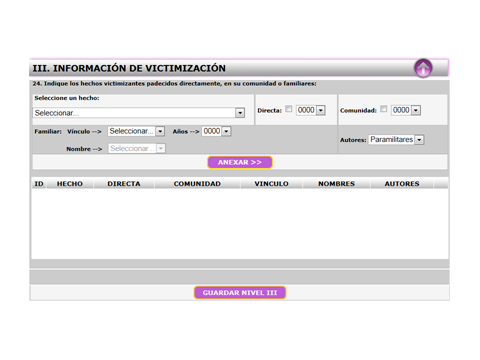 III. INFORMACIÓN DE VICTIMIZACIÓN
24. Indique los hechos victimizantes padecidos directamente, en su comunidad o familiares:
Seleccione un hecho:
Seleccionar...
Directa: 0000
Comunidad: 0000
Familiar: Vínculo --> Seleccionar... Años --> 0000
Autores: Paramilitares
Nombre --> Seleccionar...
ANEXAR >>
ID HECHO DIRECTA COMUNIDAD VINCULO NOMBRES AUTORES
GUARDAR NIVEL III